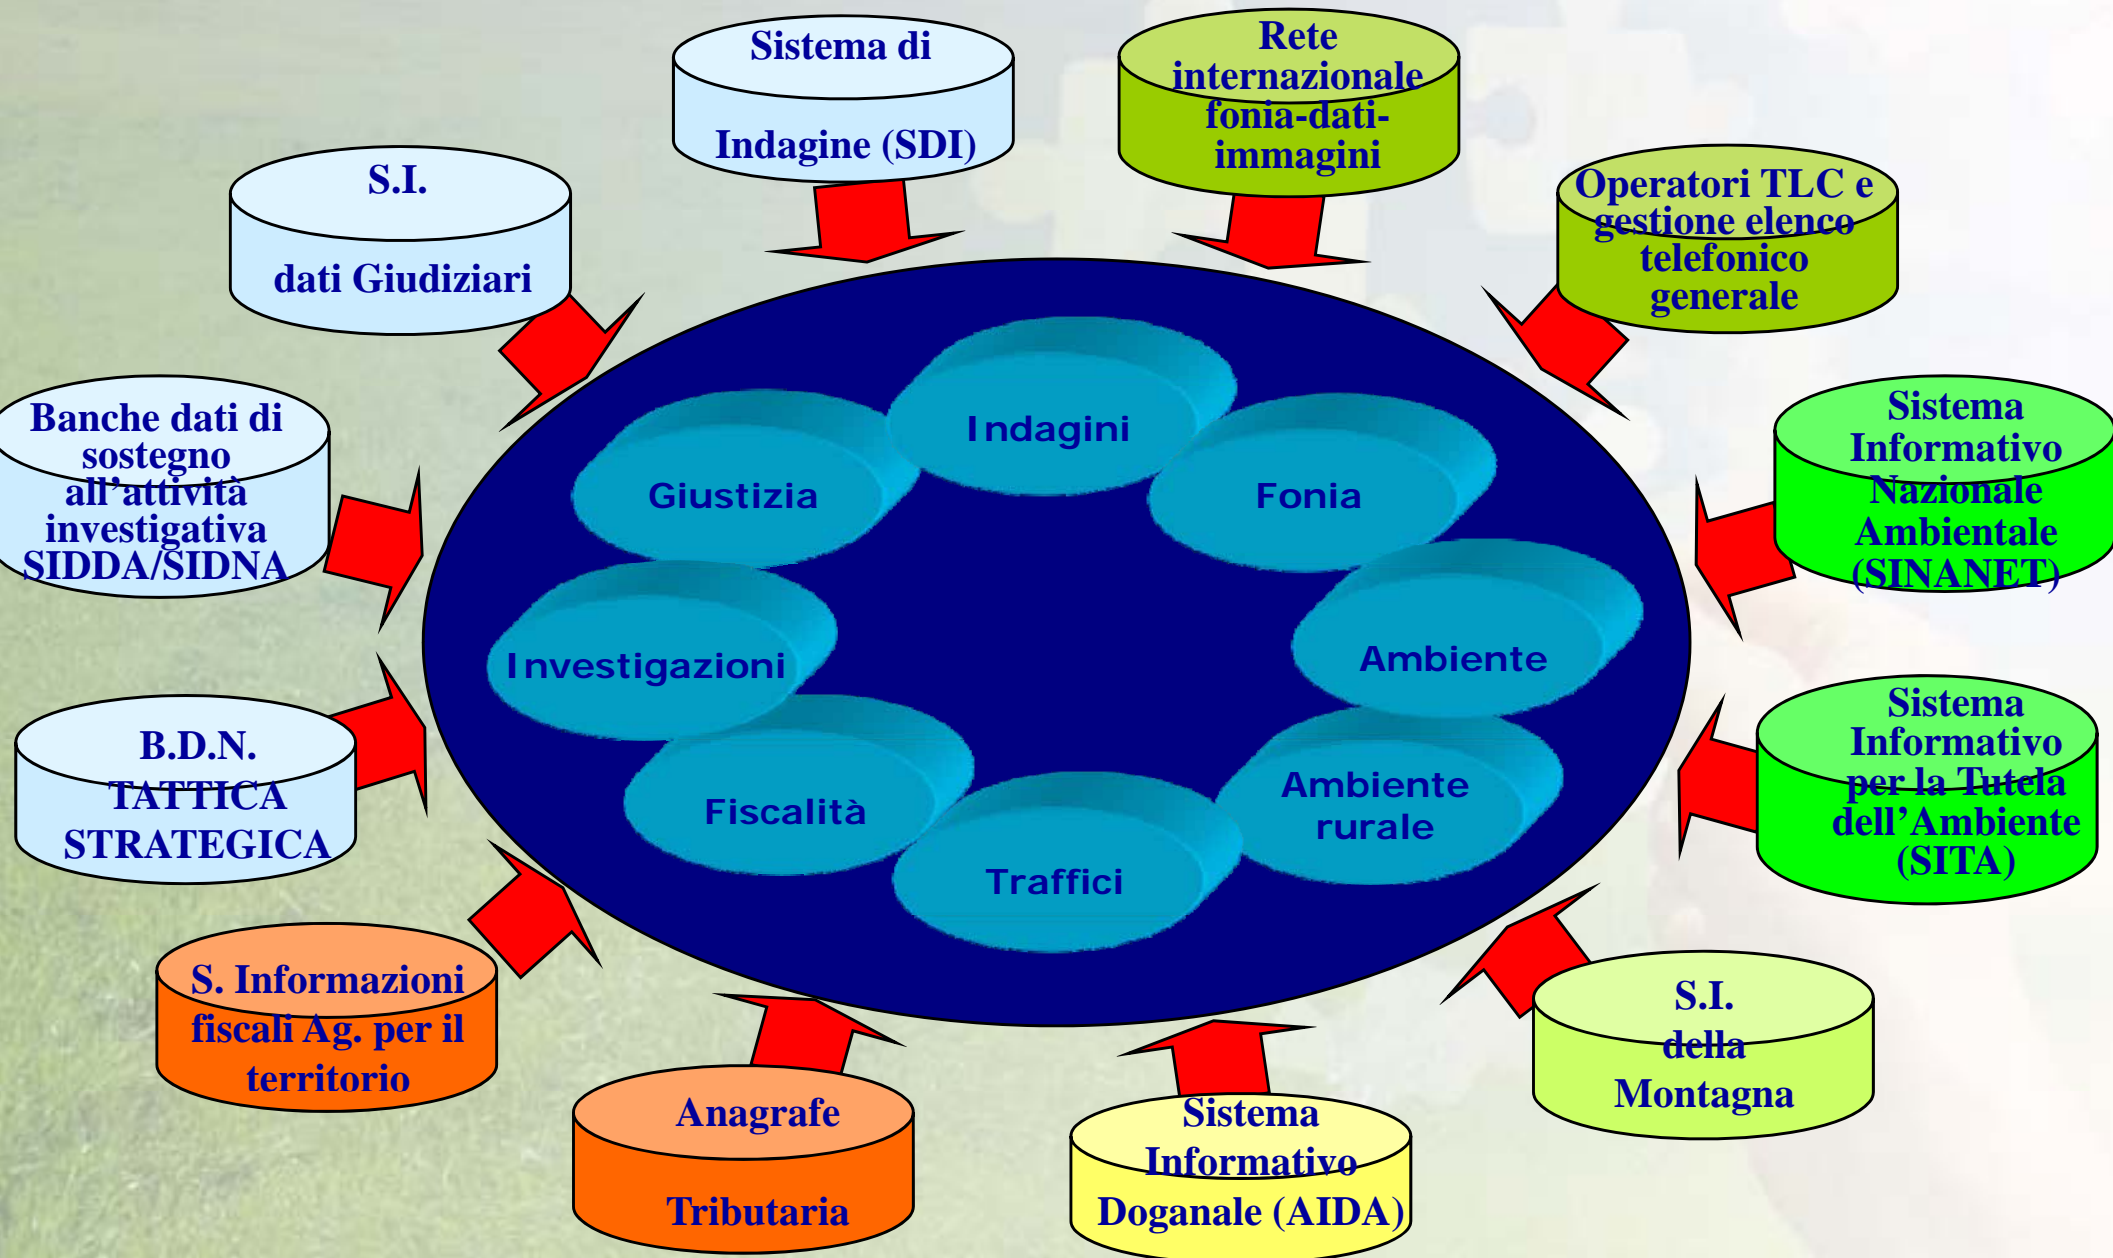 Sistema di
Indagine (SDI)
Rete
internazionale
fonia-dati-
immagini
S.I.
dati Giudiziari
Operatori TLC e
gestione elenco
telefonico
generale
Banche dati di
sostegno
all’attività
investigativa
SIDDA/SIDNA
Sistema
Informativo
Nazionale
Ambientale
(SINANET)
Indagini
Giustizia
Fonia
Investigazioni
Ambiente
Fiscalità
Ambiente
rurale
Traffici
B.D.N.
TATTICA
STRATEGICA
Sistema
Informativo
per la Tutela
dell’Ambiente
(SITA)
S. Informazioni
fiscali Ag. per il
territorio
S.I.
della
Montagna
Anagrafe
Tributaria
Sistema
Informativo
Doganale (AIDA)